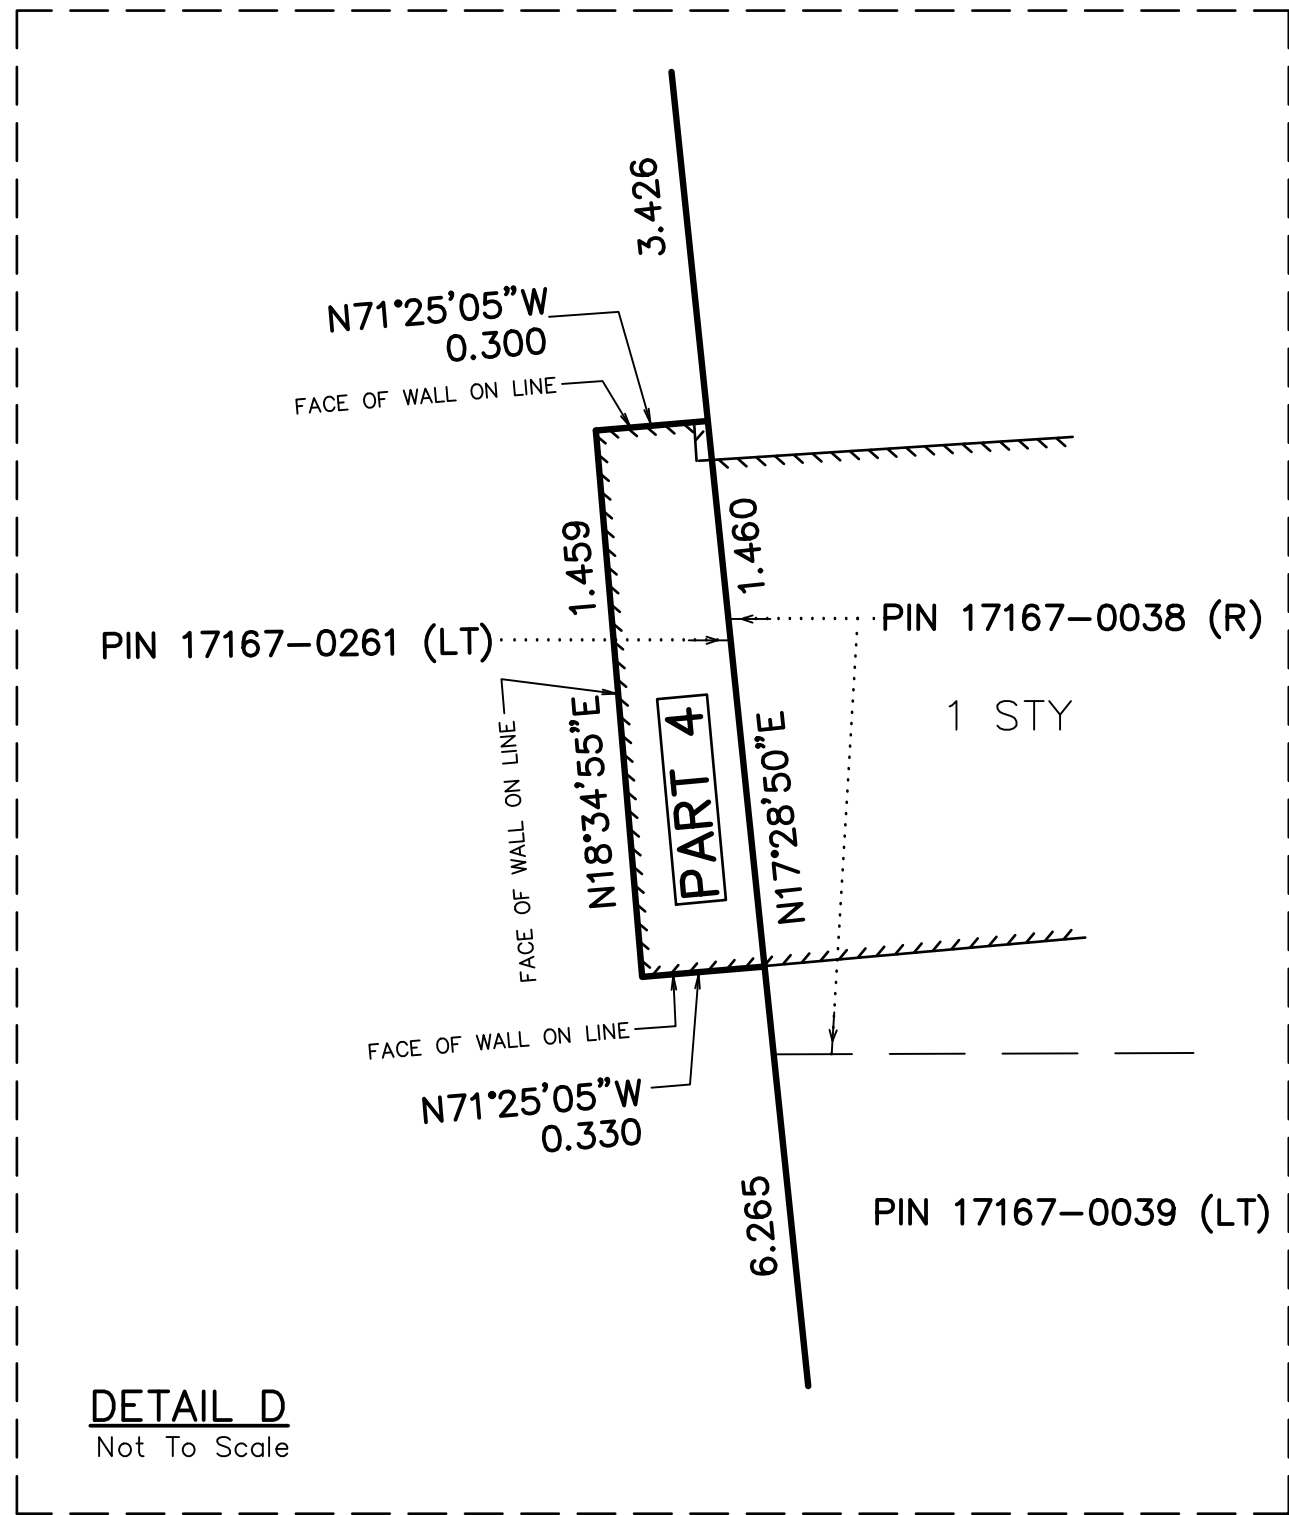 3.426
N71°25'05"W
0.300
FACE OF WALL ON LINE
1.459
1.460
PIN 17167-0038 (R)
PIN 17167-0261 (LT)
1 STY
FACE OF WALL ON LINE
N18°34'55"E
PART 4
N17°28'50"E
FACE OF WALL ON LINE
N71°25'05"W
0.330
6.265
PIN 17167-0039 (LT)
DETAIL D
Not To Scale